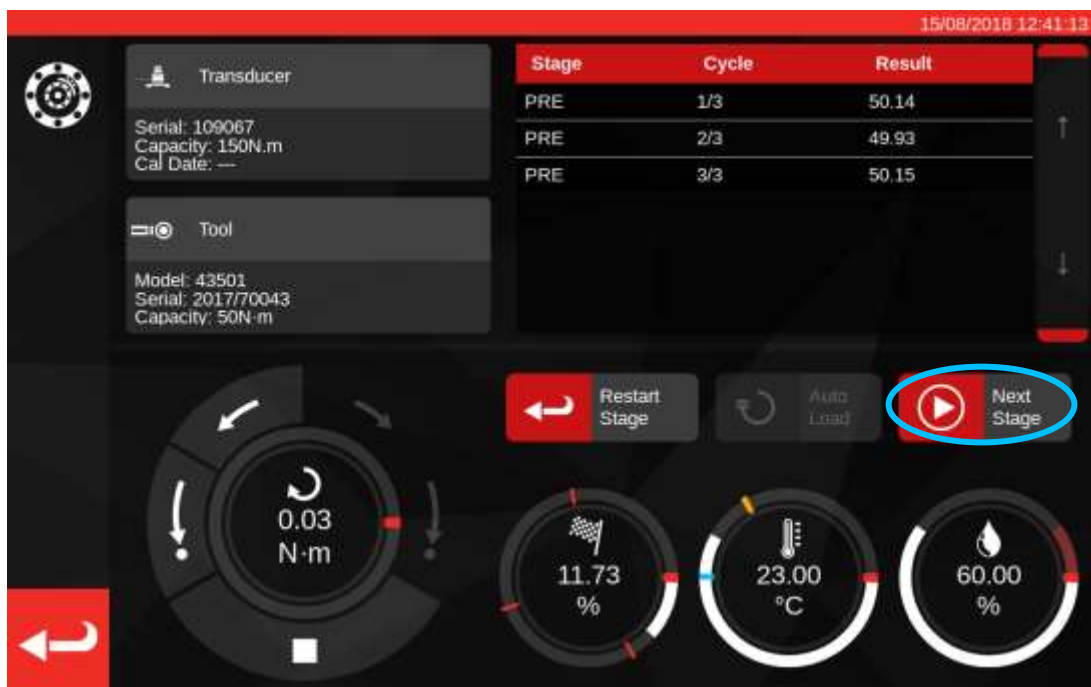 15/08/2018 12:41:13
Transducer
Serial: 109067
Capacity: 150N.m
Cal Date: ---
Tool
Model: 43501
Serial: 2017/70043
Capacity: 50N·m
Stage Cycle Result
PRE 1/3 50.14
PRE 2/3 49.93
PRE 3/3 50.15
Restart
Stage
Auto
Load
Next
Stage
0.03
N·m
11.73
%
23.00
°C
60.00
%